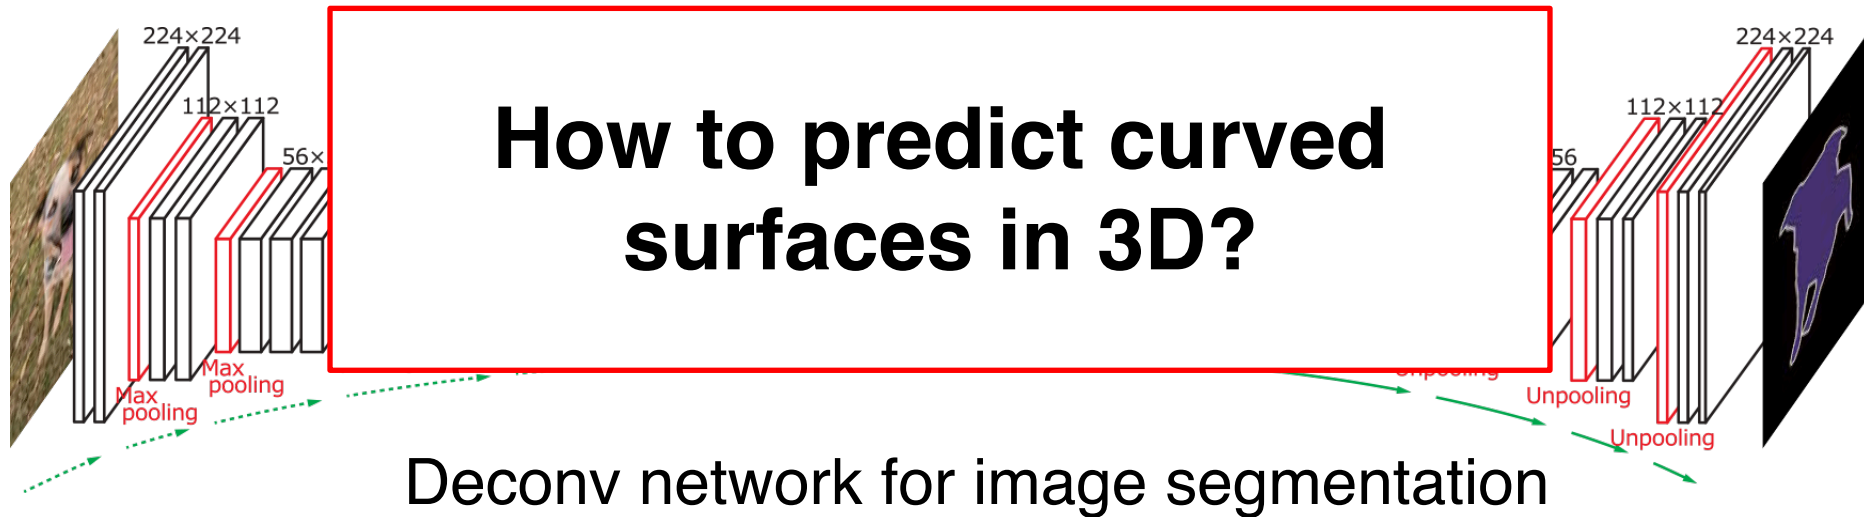 224×224
112×112
56×
How to predict curved
surfaces in 3D?
224×224
112×112
56
Max
pooling
Max
pooling
Unpooling
Unpooling
Unpooling
Deconv network for image segmentation